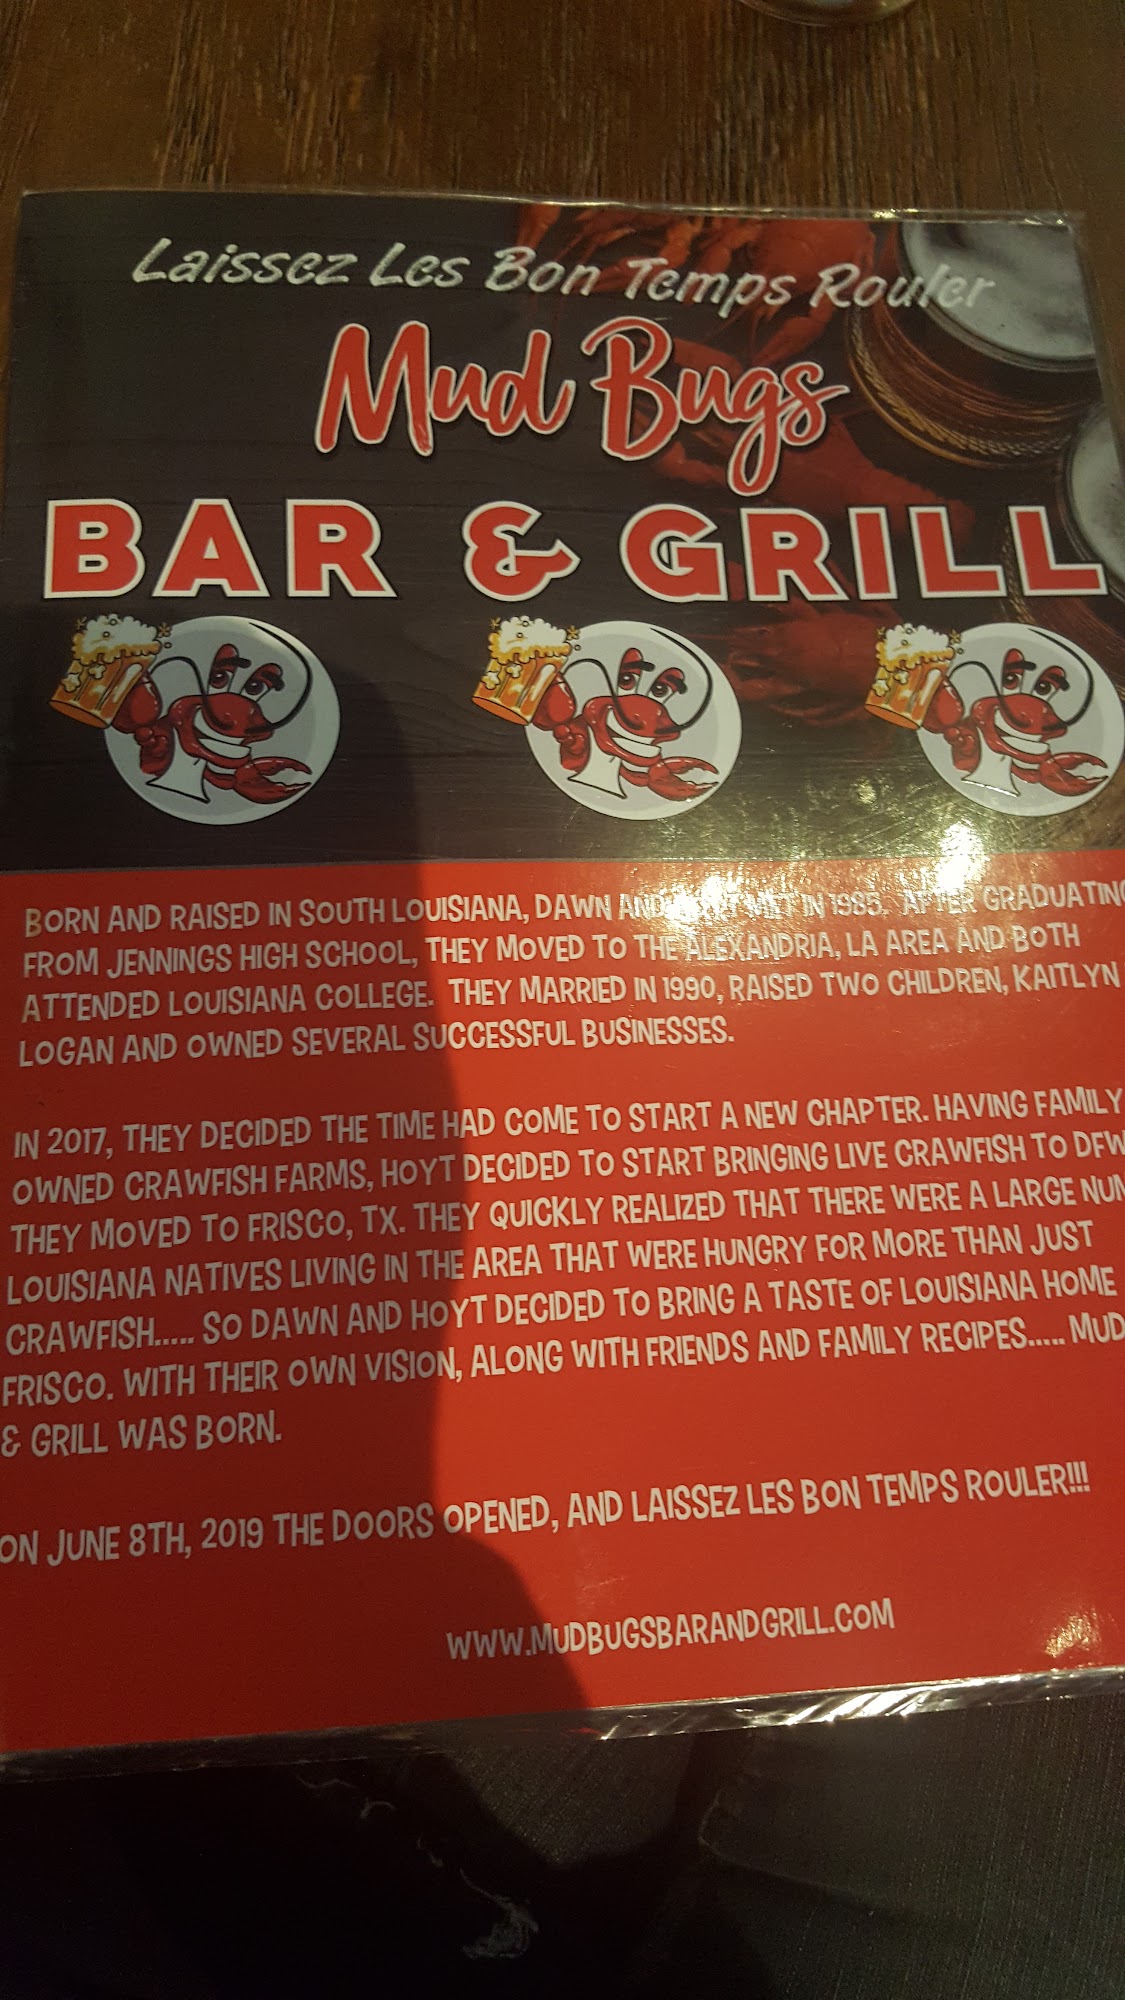 Laissez Les Bon Temps Rouler
Mud Bugs
BAR & GRILL
BORN AND RAISED IN SOUTH LOUISIANA, DAWN AND MET IN 1985. AFTER GRADUATING
FROM JENNINGS HIGH SCHOOL, THEY MOVED TO THE ALEXANDRIA, LA AREA AND BOTH
ATTENDED LOUISIANA COLLEGE. THEY MARRIED IN 1990, RAISED TWO CHILDREN, KAITLYN
LOGAN AND OWNED SEVERAL SUCCESSFUL BUSINESSES.
IN 2017, THEY DECIDED THE TIME HAD COME TO START A NEW CHAPTER. HAVING FAMILY
OWNED CRAWFISH FARMS, HOYT DECIDED TO START BRINGING LIVE CRAWFISH TO DFW
THEY MOVED TO FRISCO, TX. THEY QUICKLY REALIZED THAT THERE WERE A LARGE
LOUISIANA NATIVES LIVING IN THE AREA THAT WERE HUNGRY FOR MORE THAN JUST
CRAWFISH..... SO DAWN AND HOYT DECIDED TO BRING A TASTE OF LOUISIANA HOME
FRISCO. WITH THEIR OWN VISION, ALONG WITH FRIENDS AND FAMILY RECIPES..... MUD
& GRILL WAS BORN.
ON JUNE 8TH, 2019 THE DOORS OPENED, AND LAISSEZ LES BON TEMPS ROULER!!!
WWW.MUDBUGSBARANDGRILL.COM